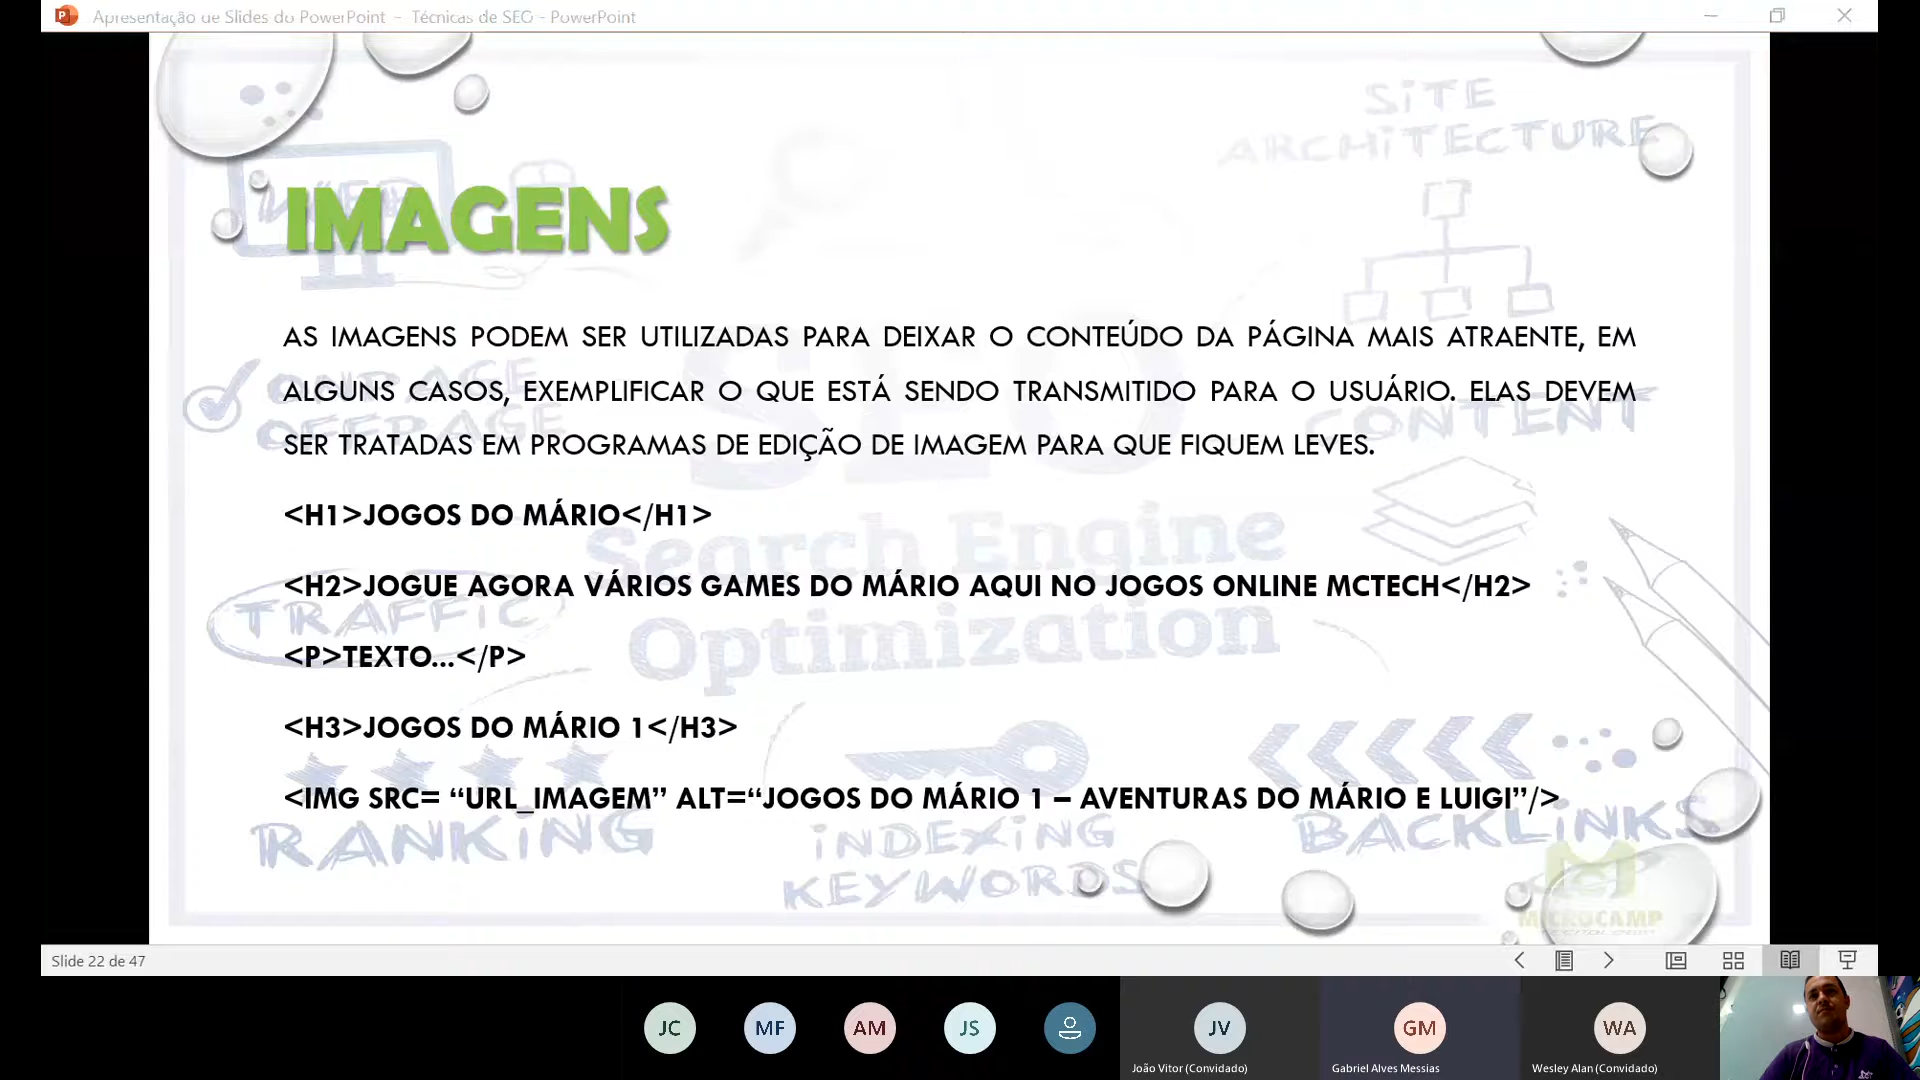 Apresentação de Slides do PowerPoint - Técnicas de SEO - PowerPoint
SiTE
ARCHiTECTURE
WEB
IMAGENS
AS IMAGENS PODEM SER UTILIZADAS PARA DEIXAR O CONTEÚDO DA PÁGINA MAIS ATRAENTE, EM
ALGUNS CASOS, EXEMPLIFICAR O QUE ESTÁ SENDO TRANSMITIDO PARA O USUÁRIO. ELAS DEVEM
SER TRATADAS EM PROGRAMAS DE EDIÇÃO DE IMAGEM PARA QUE FIQUEM LEVES.
ONPAGE
OFFPAGE
SEO
CONTENT
<H1>JOGOS DO MÁRIO</H1>
Search Engine
<H2>JOGUE AGORA VÁRIOS GAMES DO MÁRIO AQUI NO JOGOS ONLINE MCTECH</H2>
TRAFFiC
Optimization
<P>TEXTO...</P>
<H3>JOGOS DO MÁRIO 1</H3>
<IMG SRC= “URL_IMAGEM” ALT=“JOGOS DO MÁRIO 1 – AVENTURAS DO MÁRIO E LUIGI”/>
RANKiNG
iNDEXiNG
KEYWORDS
BACKLiNKS
MICROCAMP
Slide 22 de 47
JC
MF
AM
JS
JV
GM
WA
João Vitor (Convidado)
Gabriel Alves Messias
Wesley Alan (Convidado)